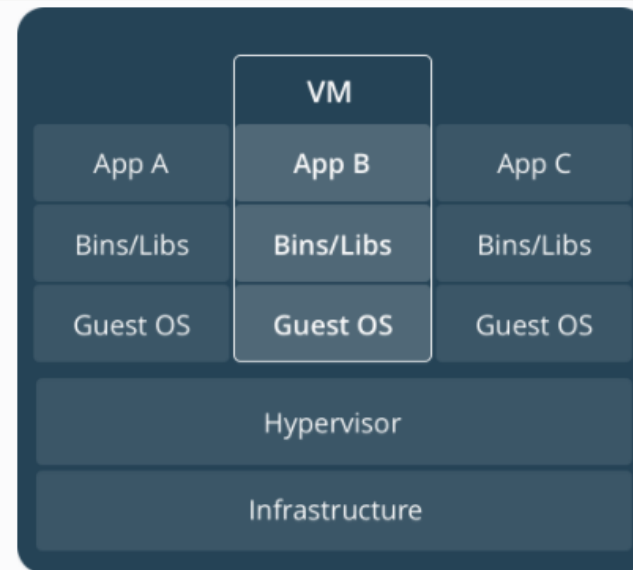 VM
App A App B App C
Bins/Libs Bins/Libs Bins/Libs
Guest OS Guest OS Guest OS
Hypervisor
Infrastructure